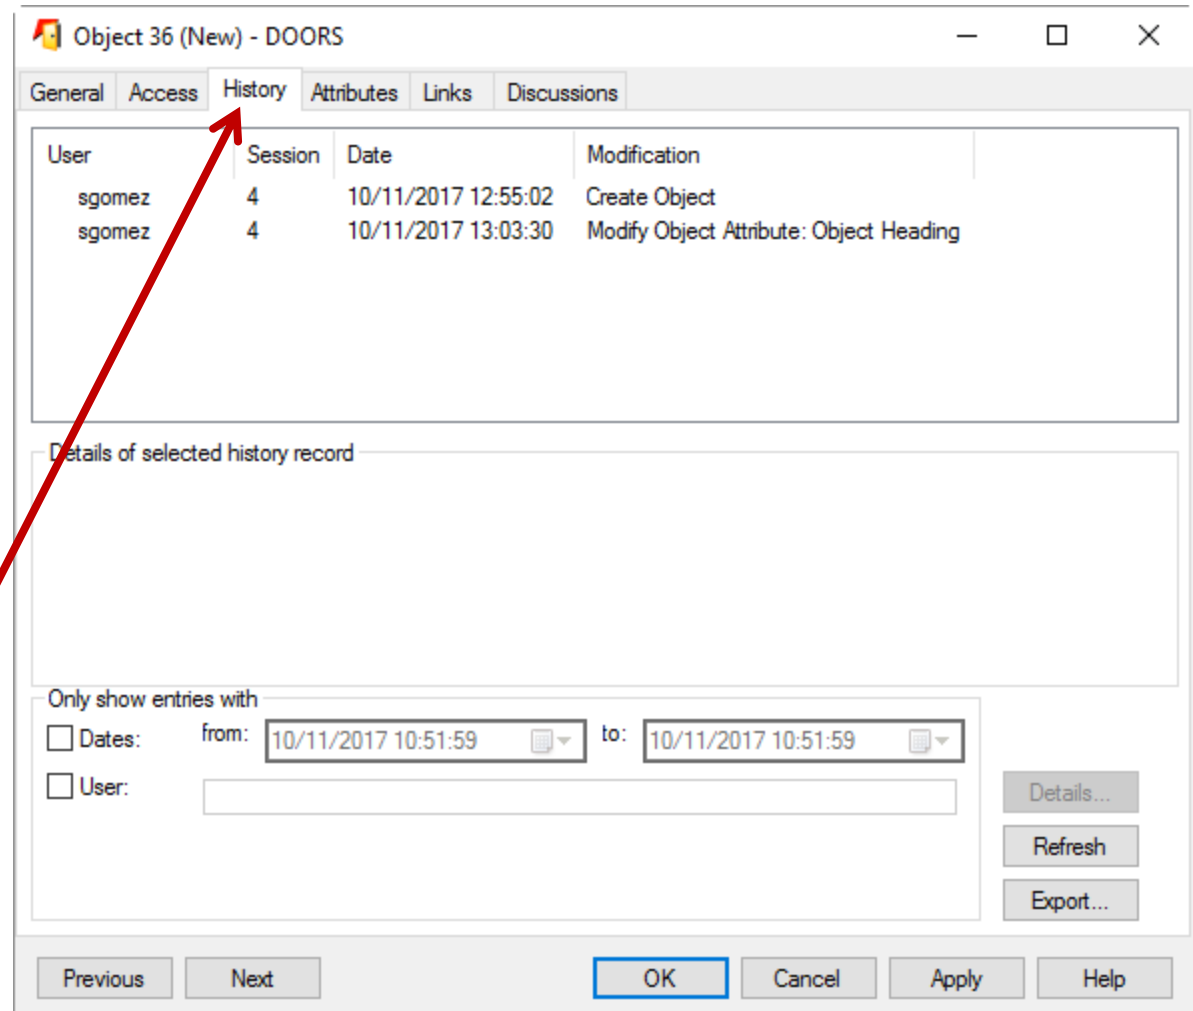 Object 36 (New) - DOORS
General Access History Attributes Links Discussions
User Session Date Modification
sgomez 4 10/11/2017 12:55:02 Create Object
sgomez 4 10/11/2017 13:03:30 Modify Object Attribute: Object Heading
Details of selected history record
Only show entries with
Dates: from: 10/11/2017 10:51:59 to: 10/11/2017 10:51:59
User:
Details...
Refresh
Export...
Previous Next OK Cancel Apply Help